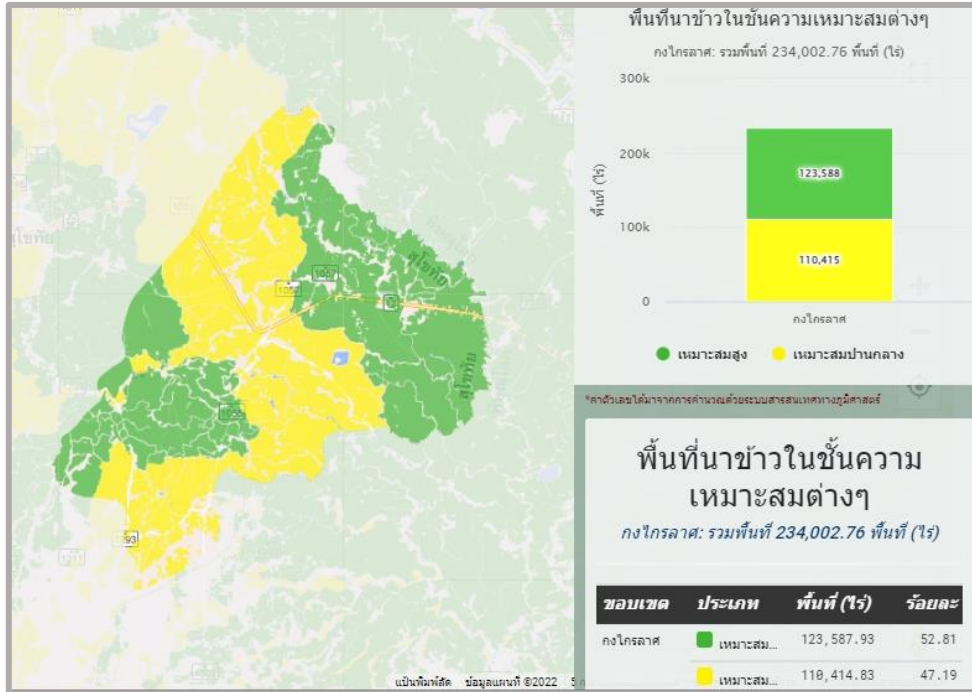 พื้นที่นาข้าวในชั้นความเหมาะสมต่างๆ
กงไกรลาศ: รวมพื้นที่ 234,002.76 พื้นที่ (ไร่)
300k
200k
100k
0
พื้นที่ (ไร่)
123,588
110,415
กงไกรลาศ
เหมาะสมสูง เหมาะสมปานกลาง
*ค่าตัวเลขได้มาจากการคำนวณด้วยระบบสารสนเทศทางภูมิศาสตร์
พื้นที่นาข้าวในชั้นความ
เหมาะสมต่างๆ
กงไกรลาศ: รวมพื้นที่ 234,002.76 พื้นที่ (ไร่)
ขอบเขต ประเภท พื้นที่ (ไร่) ร้อยละ
กงไกรลาศ เหมาะสม... 123,587.93 52.81
เหมาะสม... 110,414.83 47.19
สุโขทัย
สุโขทัย
สุโขทัย
แป้นพิมพ์ลัด ข้อมูลแผนที่ ©2022